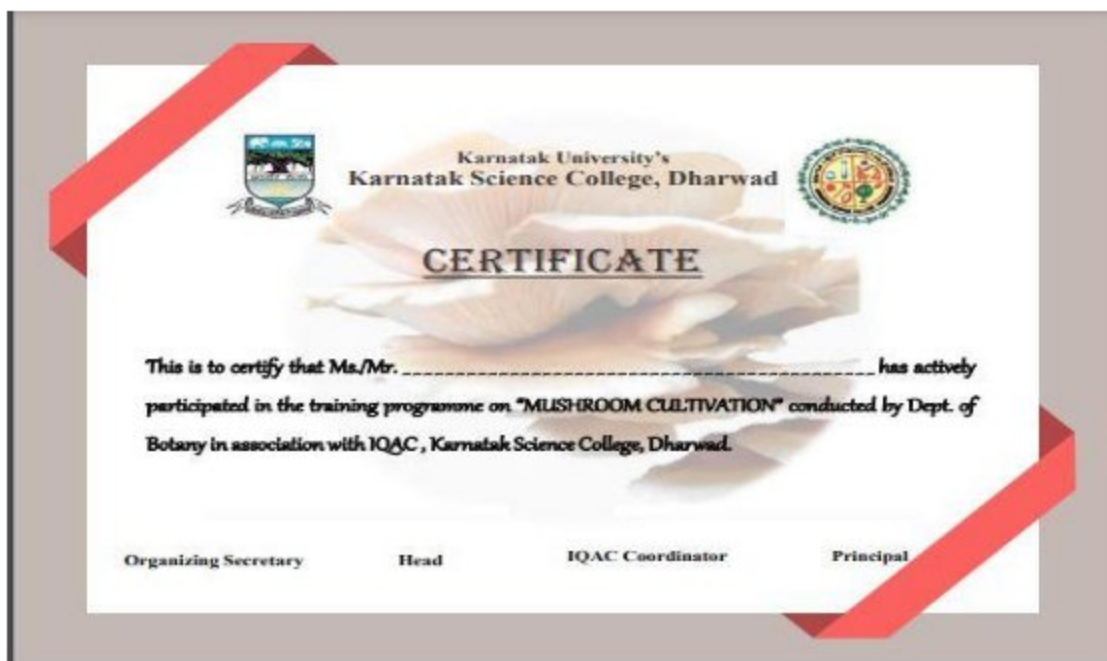 Karnatak University's
Karnatak Science College, Dharwad
CERTIFICATE
This is to certify that Ms./Mr. _______________________________________________ has actively
participated in the training programme on "MUSHROOM CULTIVATION" conducted by Dept. of
Botany in association with IQAC , Karnatak Science College, Dharwad.
Organizing Secretary Head IQAC Coordinator Principal